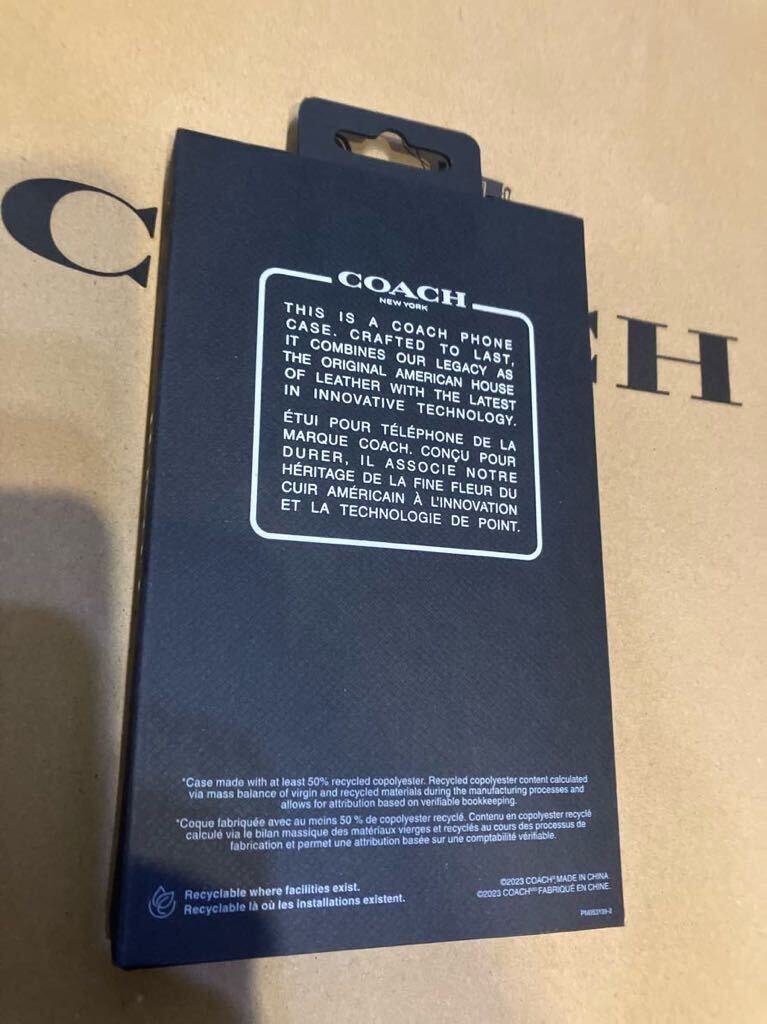 C H
COACH
NEW YORK
THIS IS A COACH PHONE
CASE. CRAFTED TO LAST,
IT COMBINES OUR LEGACY AS
THE ORIGINAL AMERICAN HOUSE
OF LEATHER WITH THE LATEST
IN INNOVATIVE TECHNOLOGY.
ÉTUI POUR TÉLÉPHONE DE LA
MARQUE COACH. CONÇU POUR
DURER, IL ASSOCIE NOTRE
HÉRITAGE DE LA FINE FLEUR DU
CUIR AMÉRICAIN À L'INNOVATION
ET LA TECHNOLOGIE DE POINT.
*Case made with at least 50% recycled copolyester. Recycled copolyester content calculated
via mass balance of virgin and recycled materials during the manufacturing processes and
allows for attribution based on verifiable bookkeeping.
*Coque fabriquée avec au moins 50 % de copolyester recyclé. Contenu en copolyester recyclé
calculé via le bilan massique des matériaux vierges et recyclés au cours des processus de
fabrication et permet une attribution basée sur une comptabilité vérifiable.
Recyclable where facilities exist.
Recyclable là où les installations existent.
©2023 COACH®. MADE IN CHINA.
©2023 COACHMD FABRIQUÉ EN CHINE.